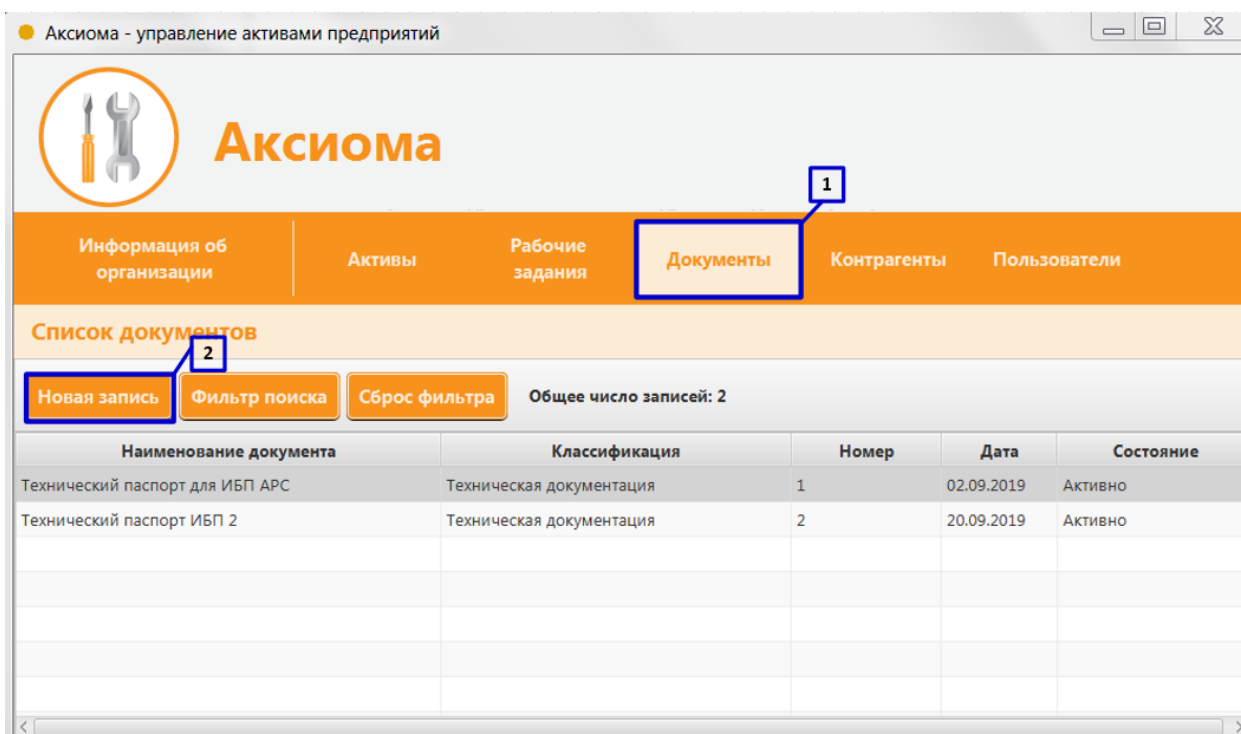 Аксиома - управление активами предприятий
Аксиома
1
Информация об организации
Активы
Рабочие задания
Документы
Контрагенты
Пользователи
Список документов
2
Новая запись
Фильтр поиска
Сброс фильтра
Общее число записей: 2
Наименование документа Классификация Номер Дата Состояние
Технический паспорт для ИБП АРС Техническая документация 1 02.09.2019 Активно
Технический паспорт ИБП 2 Техническая документация 2 20.09.2019 Активно